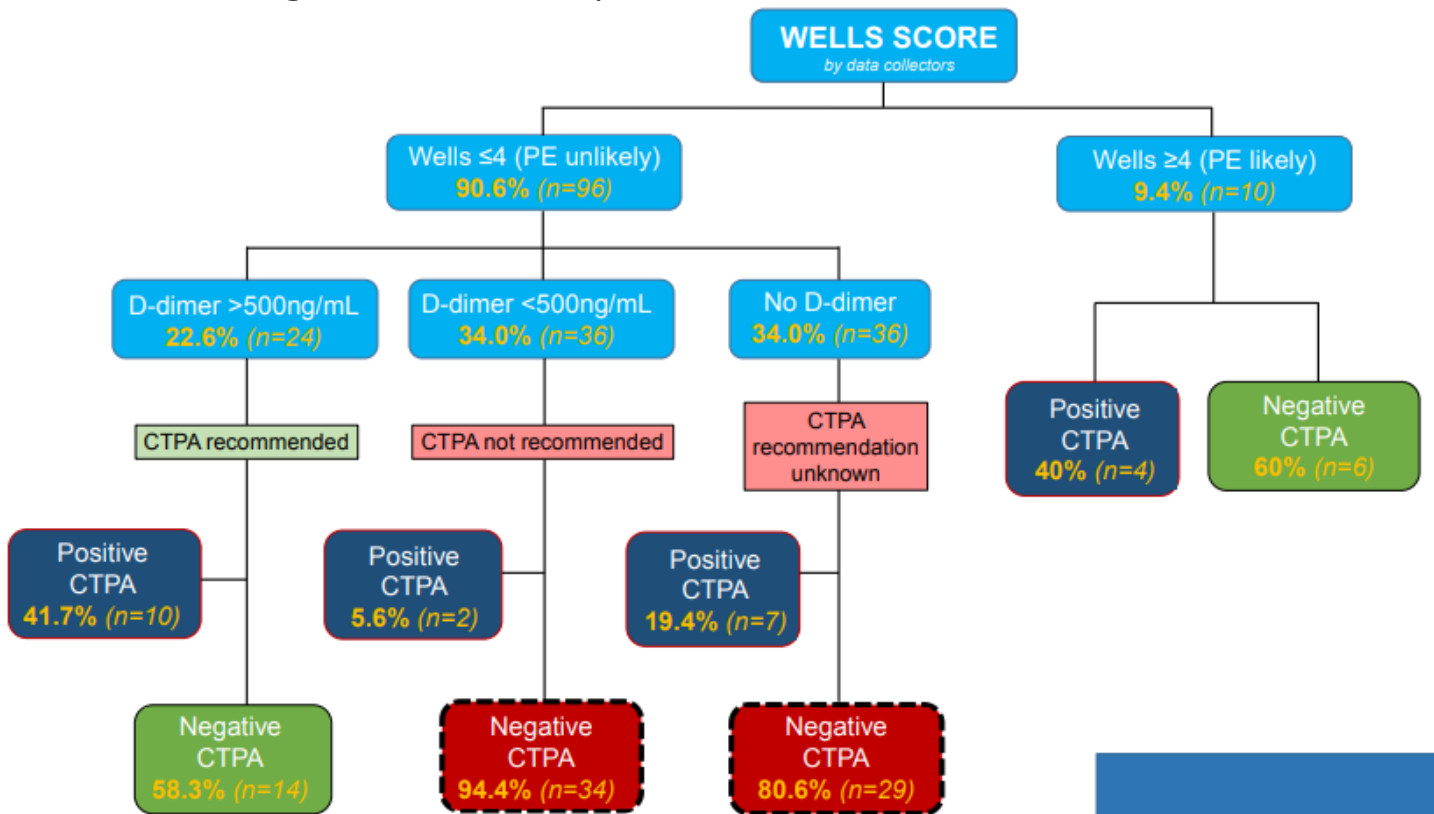 WELLS SCORE
by data collectors
Wells ≤4 (PE unlikely)
90.6% (n=96)
Wells ≥4 (PE likely)
9.4% (n=10)
D-dimer >500ng/mL
22.6% (n=24)
D-dimer <500ng/mL
34.0% (n=36)
No D-dimer
34.0% (n=36)
CTPA recommended
CTPA not recommended
CTPA
recommendation
unknown
Positive
CTPA
40% (n=4)
Negative
CTPA
60% (n=6)
Positive
CTPA
41.7% (n=10)
Positive
CTPA
5.6% (n=2)
Positive
CTPA
19.4% (n=7)
Negative
CTPA
58.3% (n=14)
Negative
CTPA
94.4% (n=34)
Negative
CTPA
80.6% (n=29)